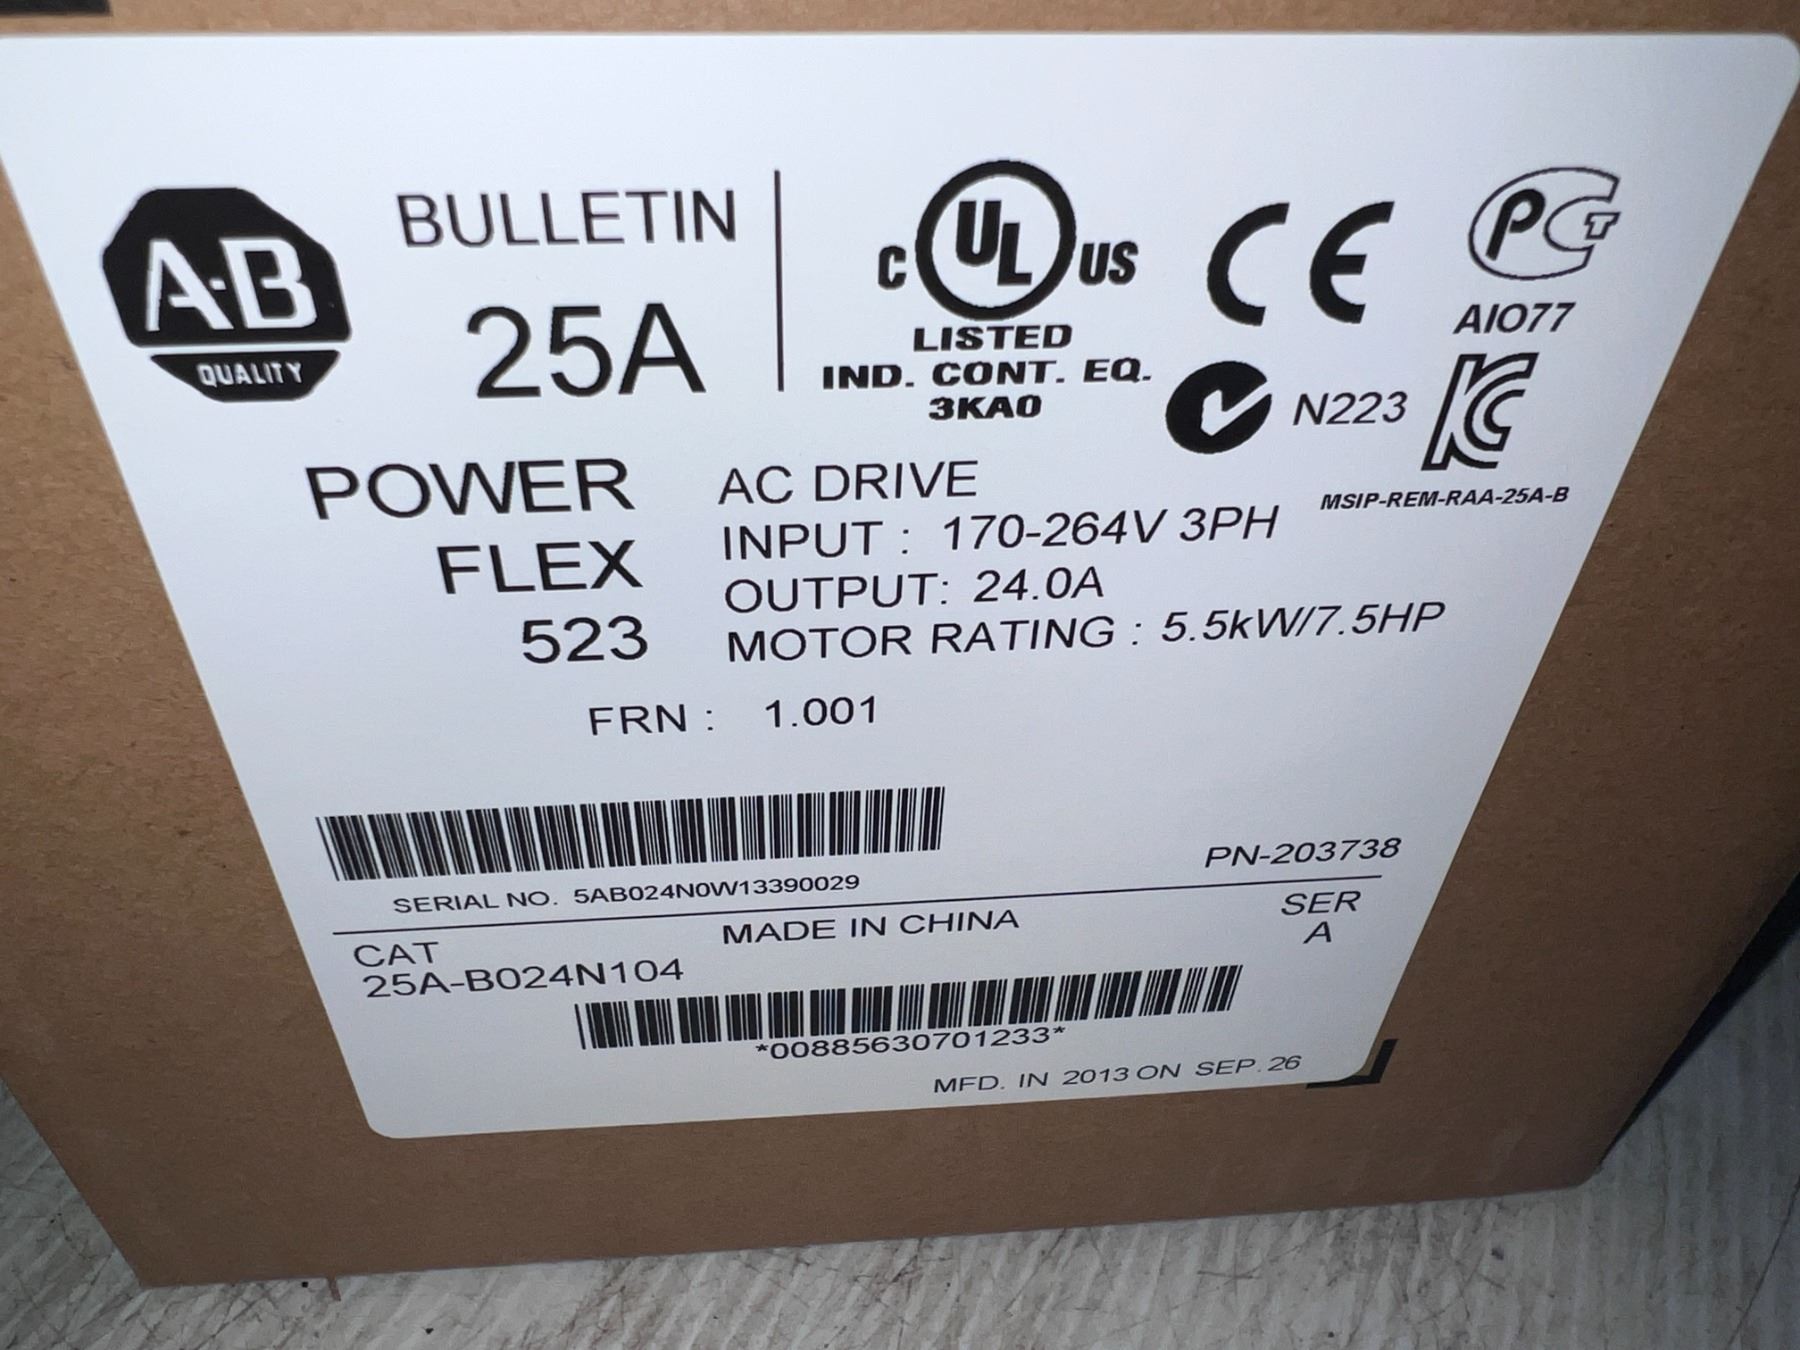 A-B
QUALITY
BULLETIN
25A
C UL US
LISTED
IND. CONT. EQ.
3KA0
CE
PCT
AIO77
N223
KC
MSIP-REM-RAA-25A-B
POWER
FLEX
523
AC DRIVE
INPUT : 170-264V 3PH
OUTPUT: 24.0A
MOTOR RATING : 5.5kW/7.5HP
FRN : 1.001
SERIAL NO. 5AB024N0W13390029
PN-203738
CAT
25A-B024N104
MADE IN CHINA
SER
A
*00885630701233*
MFD. IN 2013 ON SEP. 26